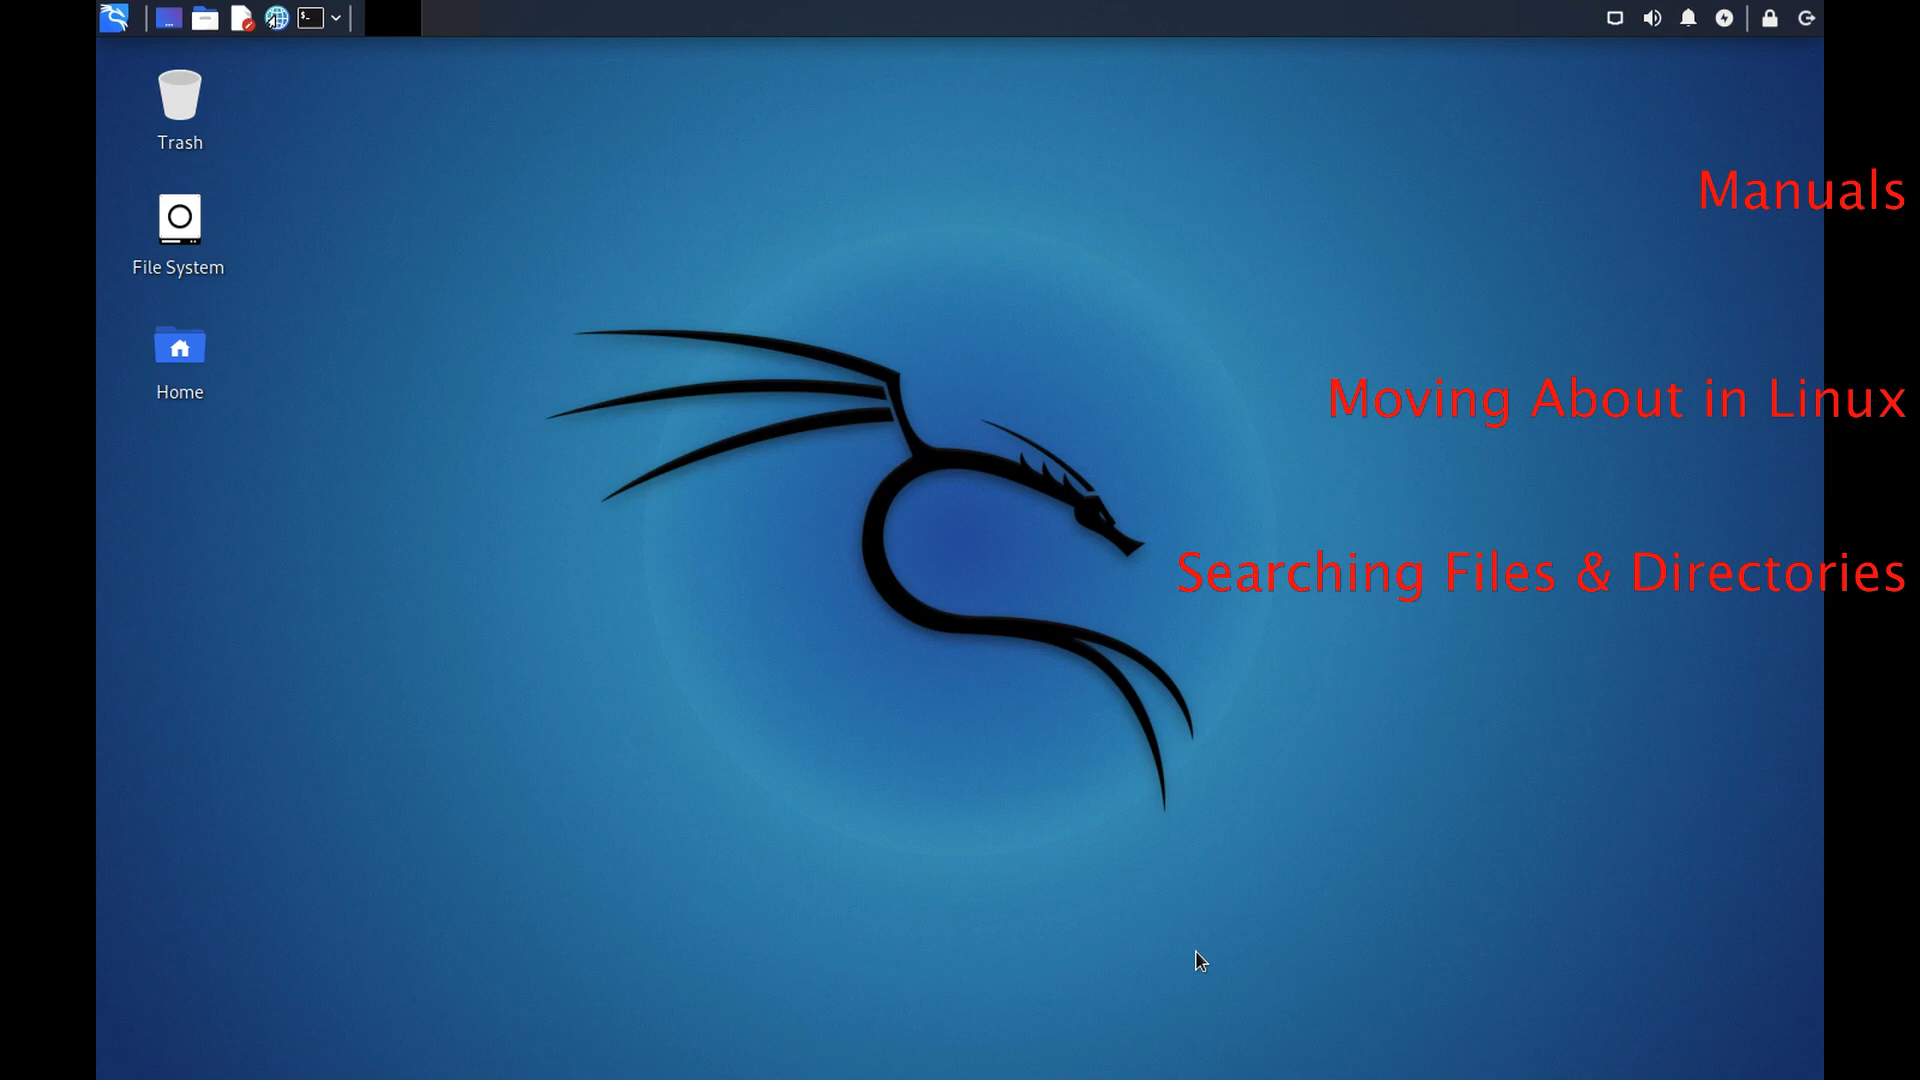 Trash
File System
Home
Manuals
Moving About in Linux
Searching Files & Directories